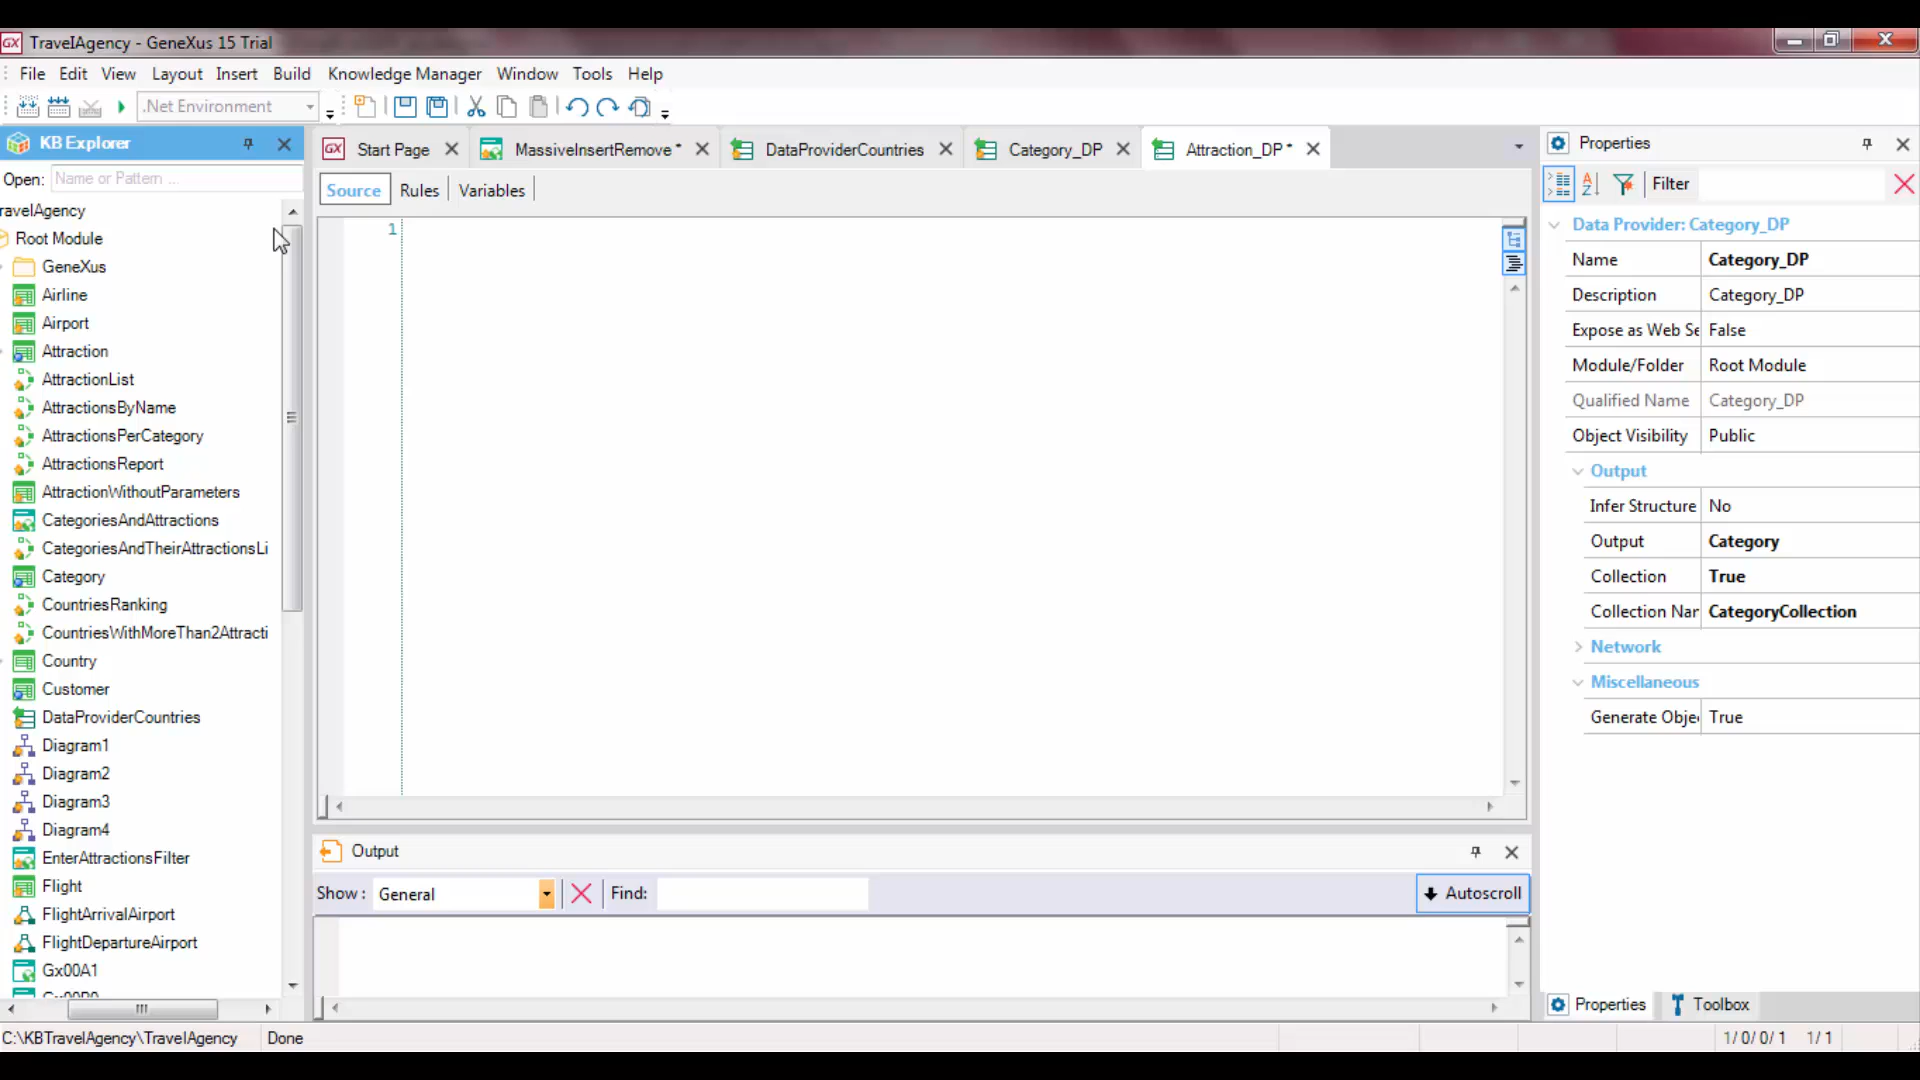 TravelAgency - GeneXus 15 Trial
File Edit View Layout Insert Build Knowledge Manager Window Tools Help
.Net Environment
KB Explorer
Open: Name or Pattern ...
ravelAgency
Root Module
GeneXus
Airline
Airport
Attraction
AttractionList
AttractionsByName
AttractionsPerCategory
AttractionsReport
AttractionWithoutParameters
CategoriesAndAttractions
CategoriesAndTheirAttractionsLi
Category
CountriesRanking
CountriesWithMoreThan2Attracti
Country
Customer
DataProviderCountries
Diagram1
Diagram2
Diagram3
Diagram4
EnterAttractionsFilter
Flight
FlightArrivalAirport
FlightDepartureAirport
Gx00A1
Start Page MassiveInsertRemove * DataProviderCountries Category_DP Attraction_DP *
Source Rules Variables
1
Output
Show : General Find: Autoscroll
Properties
Filter
Data Provider: Category_DP
Name Category_DP
Description Category_DP
Expose as Web Se False
Module/Folder Root Module
Qualified Name Category_DP
Object Visibility Public
Output
Infer Structure No
Output Category
Collection True
Collection Nar CategoryCollection
Network
Miscellaneous
Generate Obje True
Properties Toolbox
C:\KBTravelAgency\TravelAgency Done 1/ 0/ 0/ 1 1/ 1